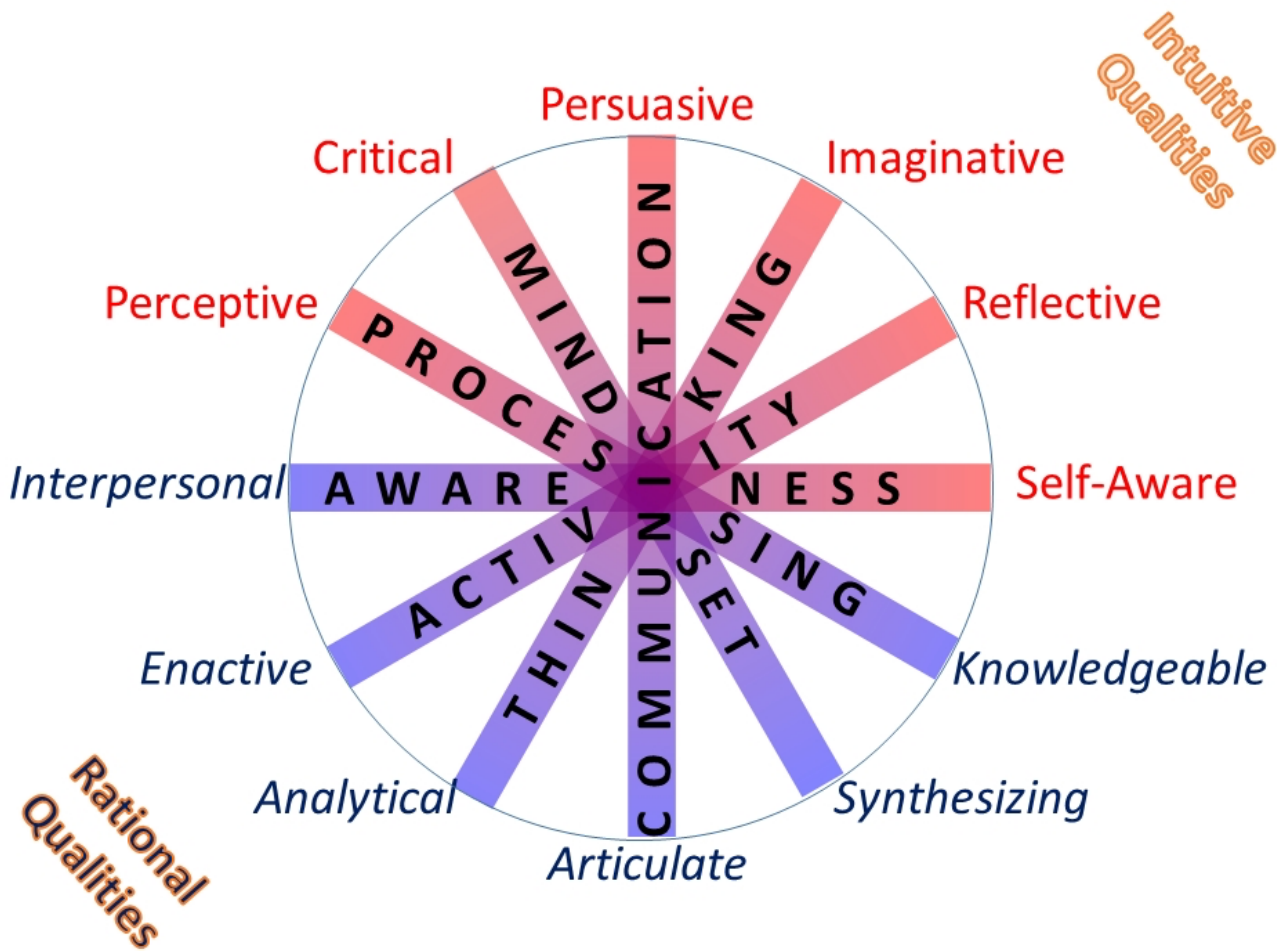 Intuitive
Qualities
Persuasive
Critical
Imaginative
Perceptive
Reflective
Interpersonal
Self-Aware
Enactive
Knowledgeable
Analytical
Synthesizing
Articulate
COMMUNICATION
MINDSET
THINKING
PROCESSING
ACTIVITY
AWARENESS
Rational
Qualities